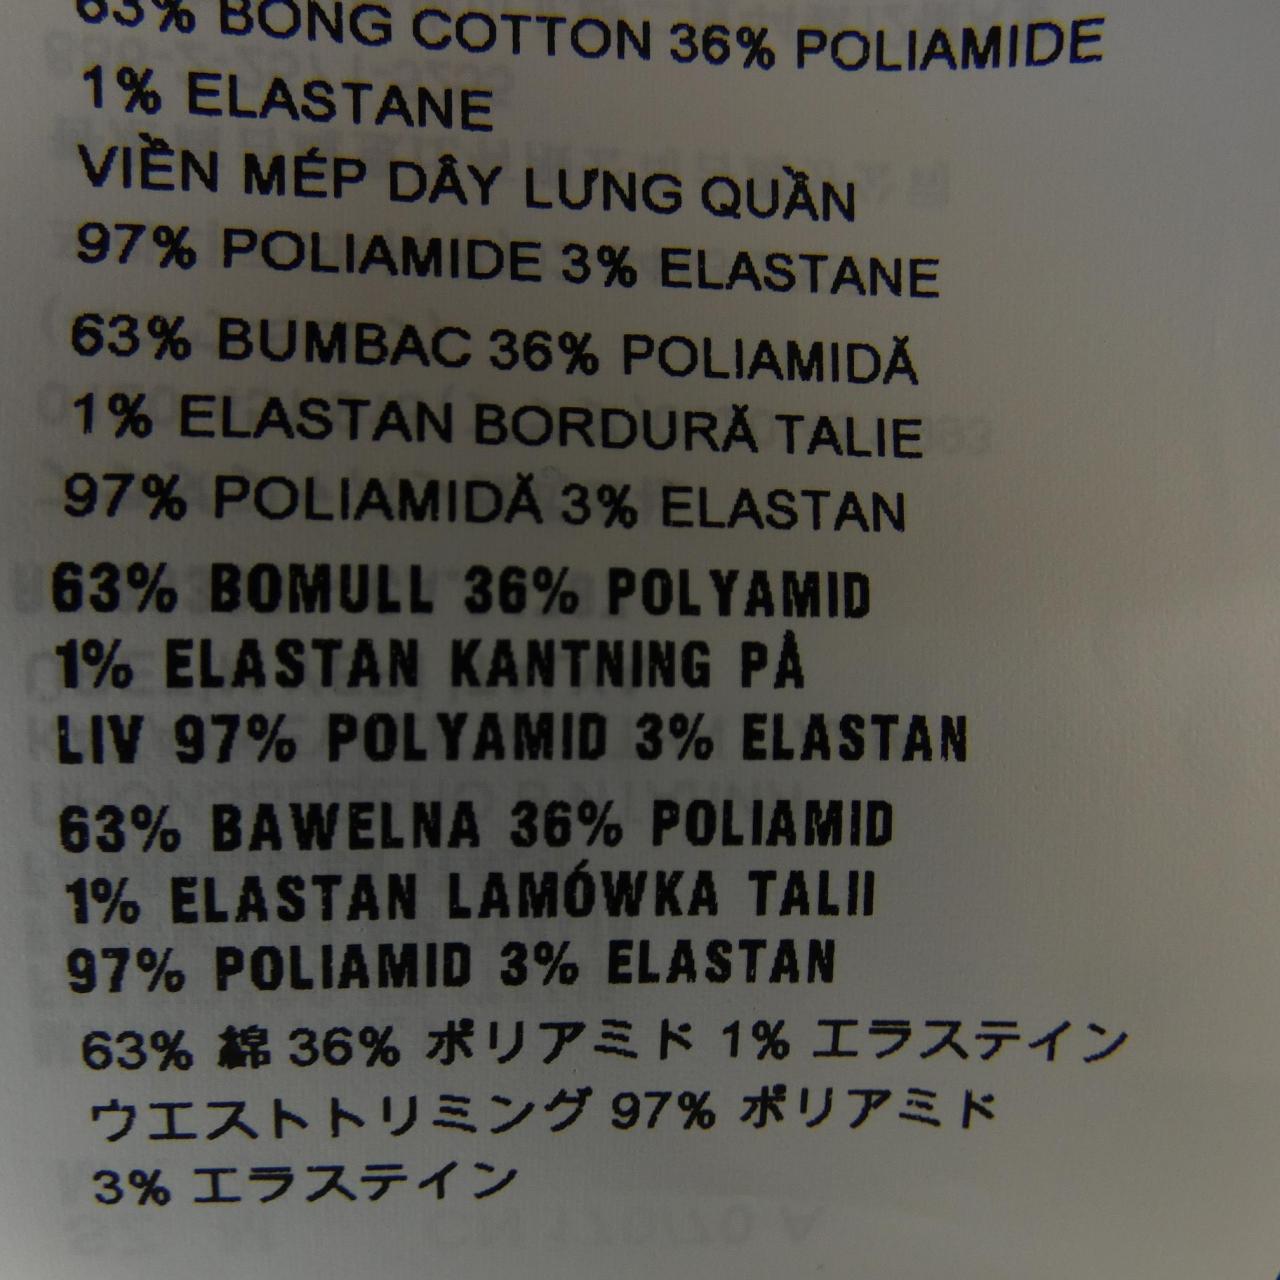 63% BÔNG COTTON 36% POLIAMIDE
1% ELASTANE
VIỀN MÉP DÂY LƯNG QUẦN
97% POLIAMIDE 3% ELASTANE
63% BUMBAC 36% POLIAMIDĂ
1% ELASTAN BORDURĂ TALIE
97% POLIAMIDĂ 3% ELASTAN
63% BOMULL 36% POLYAMID
1% ELASTAN KANTNING PÅ
LIV 97% POLYAMID 3% ELASTAN
63% BAWEŁNA 36% POLIAMID
1% ELASTAN LAMÓWKA TALII
97% POLIAMID 3% ELASTAN
63% 綿 36% ポリアミド 1% エラステイン
ウエストトリミング 97% ポリアミド
3% エラステイン